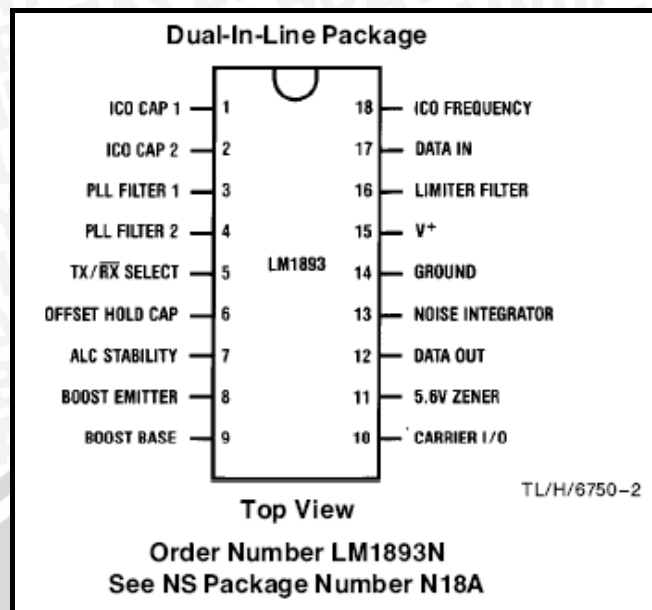 Dual-In-Line Package
ICO CAP 1 1 18 ICO FREQUENCY
ICO CAP 2 2 17 DATA IN
PLL FILTER 1 3 16 LIMITER FILTER
PLL FILTER 2 4 15 V+
TX/R̅X̅ SELECT 5 LM1893 14 GROUND
OFFSET HOLD CAP 6 13 NOISE INTEGRATOR
ALC STABILITY 7 12 DATA OUT
BOOST EMITTER 8 11 5.6V ZENER
BOOST BASE 9 10 CARRIER I/O
TL/H/6750–2
Top View
Order Number LM1893N
See NS Package Number N18A